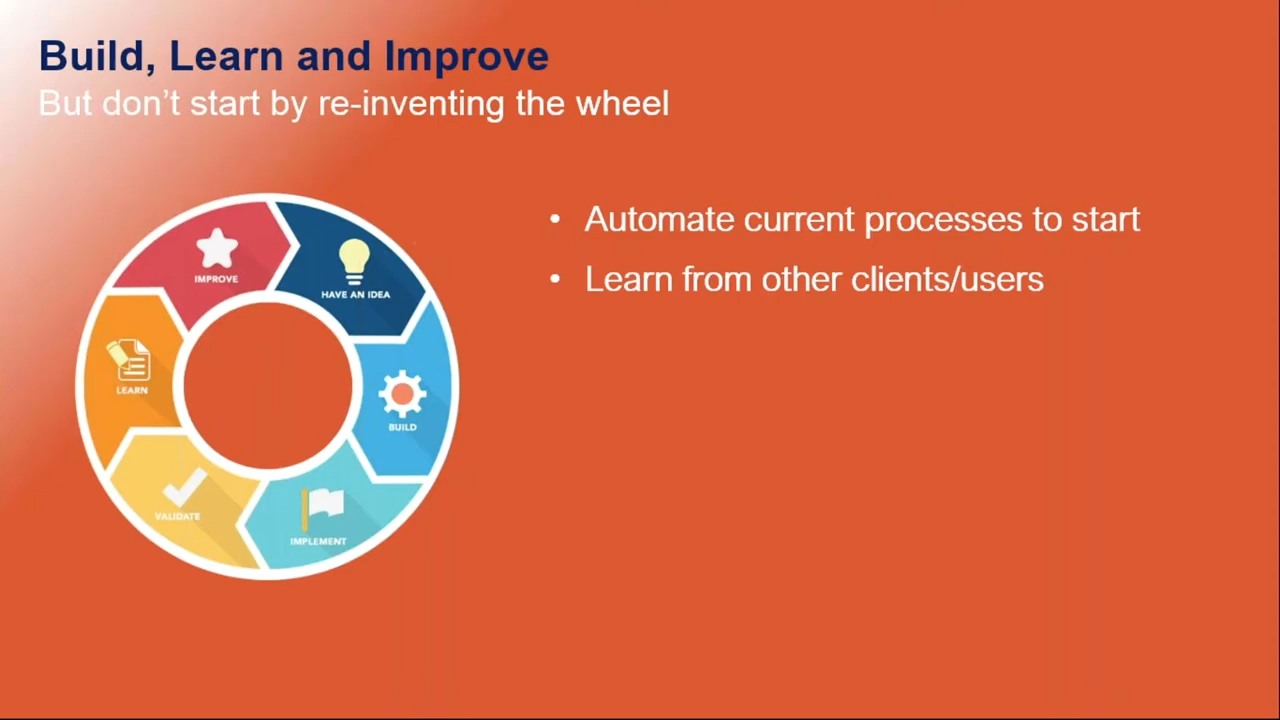 Build, Learn and Improve
But don’t start by re-inventing the wheel
IMPROVE
HAVE AN IDEA
LEARN
BUILD
VALIDATE
IMPLEMENT
• Automate current processes to start
• Learn from other clients/users